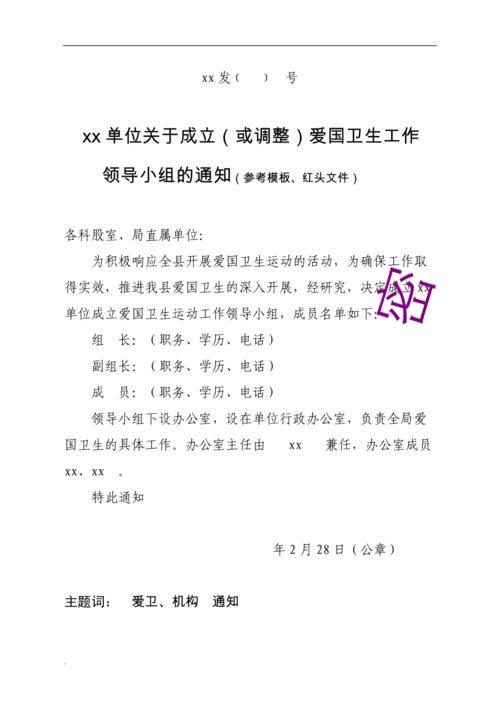 xx发（ ） 号
xx单位关于成立（或调整）爱国卫生工作
领导小组的通知（参考模板、红头文件）
各科股室、局直属单位：
为积极响应全县开展爱国卫生运动的活动，为确保工作取
得实效，推进我县爱国卫生的深入开展，经研究，决定成立xx
单位成立爱国卫生运动工作领导小组，成员名单如下：
密
组 长：（职务、学历、电话）
副组长：（职务、学历、电话）
成 员：（职务、学历、电话）
领导小组下设办公室，设在单位行政办公室，负责全局爱
国卫生的具体工作。办公室主任由 xx 兼任，办公室成员
xx、xx 。
特此通知
年2月28日（公章）
主题词： 爱卫、机构 通知